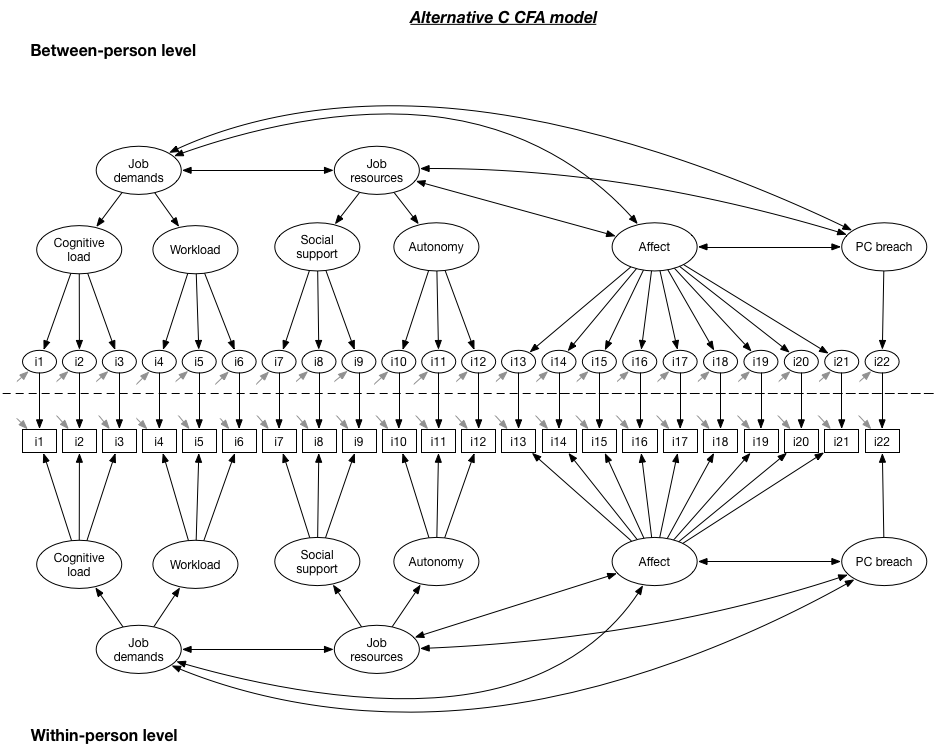 Alternative C CFA model
Between-person level
Job
demands
Job
resources
Cognitive
load
Workload
Social
support
Autonomy
Affect
PC breach
i1 i2 i3 i4 i5 i6 i7 i8 i9 i10 i11 i12 i13 i14 i15 i16 i17 i18 i19 i20 i21 i22
i1 i2 i3 i4 i5 i6 i7 i8 i9 i10 i11 i12 i13 i14 i15 i16 i17 i18 i19 i20 i21 i22
Cognitive
load
Workload
Social
support
Autonomy
Affect
PC breach
Job
demands
Job
resources
Within-person level